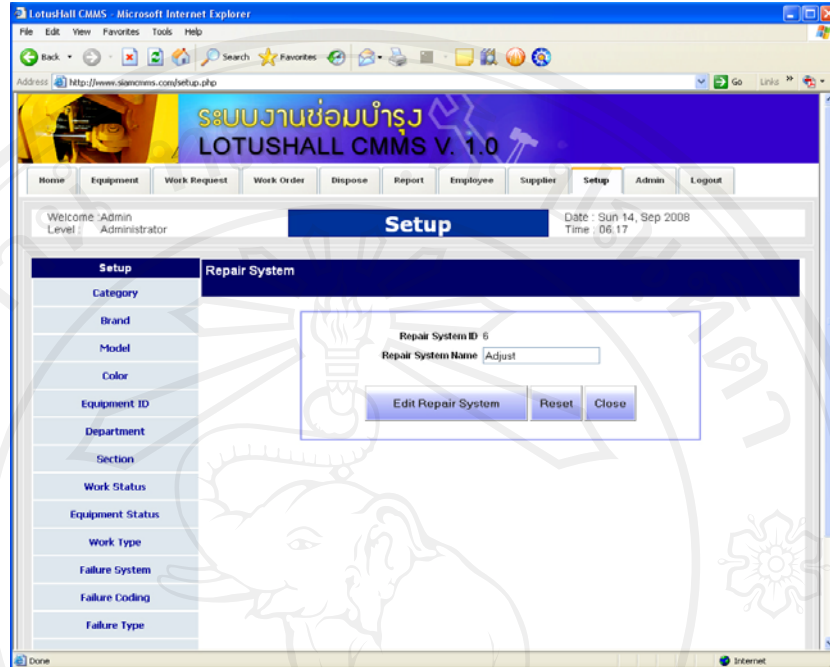 LotusHall CMMS - Microsoft Internet Explorer
File Edit View Favorites Tools Help
Back Search Favorites
Address http://www.siamcmms.com/setup.php Go Links »
ระบบงานซ่อมบำรุง
LOTUSHALL CMMS V. 1.0
Home Equipment Work Request Work Order Dispose Report Employee Supplier Setup Admin Logout
Welcome :Admin
Level : Administrator
Setup
Date : Sun 14, Sep 2008
Time : 06:17
Setup
Category
Brand
Model
Color
Equipment ID
Department
Section
Work Status
Equipment Status
Work Type
Failure System
Failure Coding
Failure Type
Repair System
Repair System ID 6
Repair System Name Adjust
Edit Repair System Reset Close
Done Internet